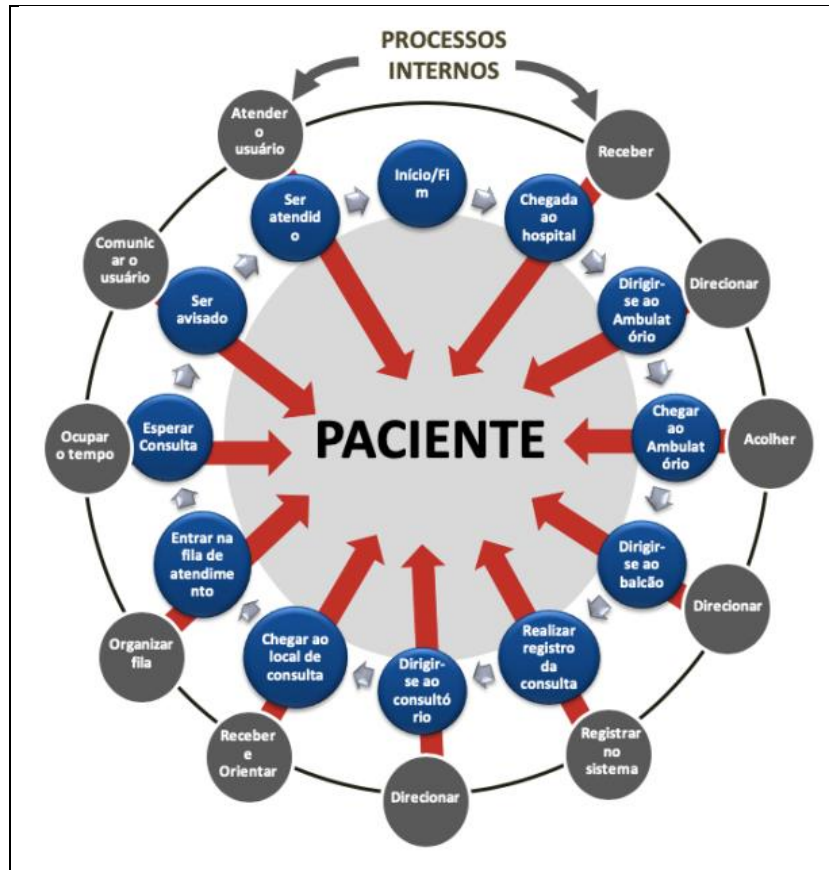 PROCESSOS
INTERNOS
Atender
o
usuário
Receber
Início/Fi
m
Ser
atendid
o
Chegada
ao
hospital
Comunic
ar o
usuário
Direcionar
Ser
avisado
Dirigir-
se ao
Ambulat
ório
Ocupar
o tempo
Esperar
Consulta
PACIENTE
Chegar
ao
Ambulat
ório
Acolher
Entrar na
fila de
atendime
nto
Dirigir-
se ao
balcão
Direcionar
Organizar
fila
Chegar ao
local de
consulta
Dirigir-
se ao
consult
ório
Realizar
registro
da
consulta
Receber
e
Orientar
Direcionar
Registrar
no
sistema